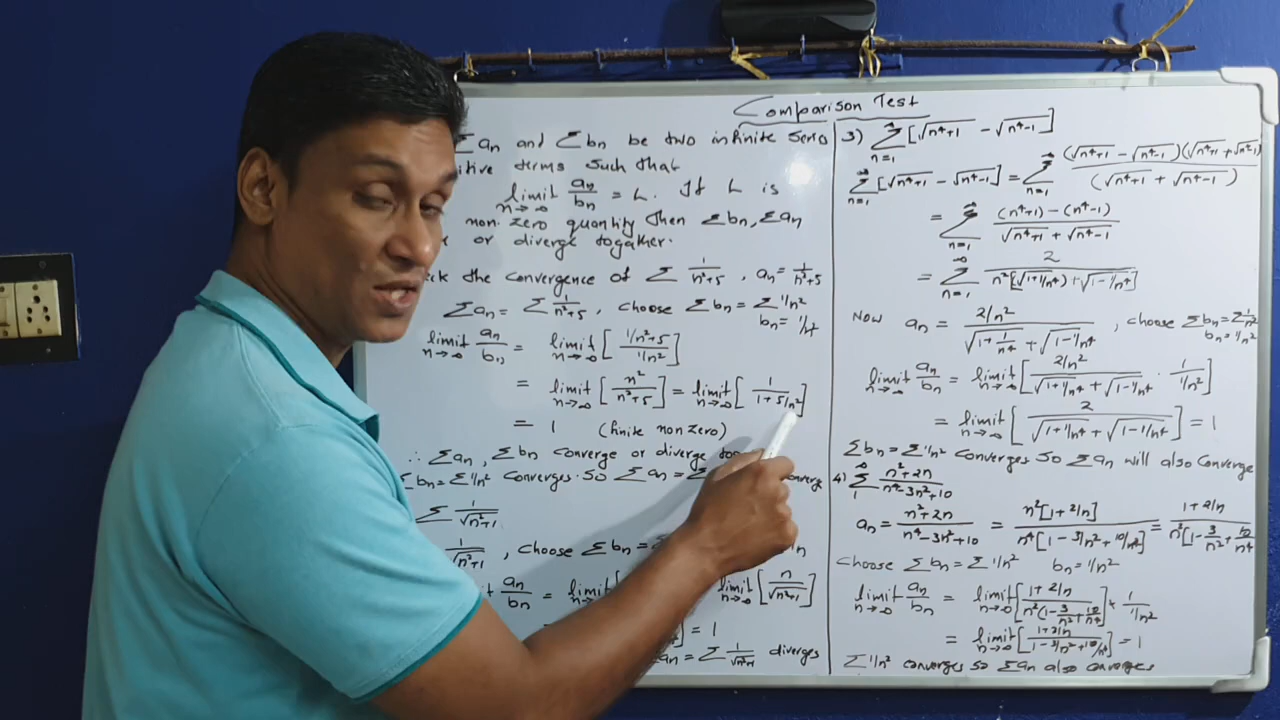 Comparison Test
Σ an and Σ bn be two infinite
terms such that
limit n→∞ an/bn = L. If L is
non-zero quantity then Σbn, Σan
or diverge together.
the convergence of Σ 1/n²+5 , an = 1/n²+5
Σan = Σ 1/n²+5 , choose Σbn = Σ1/n²
bn =
limit n→∞ an/bn = limit n→∞ [ 1/n²+5 / 1/n² ]
= limit n→∞ [ n²/n²+5 ] = limit n→∞ [ 1/1+5/n² ]
= 1 (finite non zero)
∴ Σan , Σbn converge or diverge
bn = Σ1/n² converges. So Σan =
Σ 1/√n²+1
1/√n²+1 , choose Σbn =
an/bn = limit n→∞ [ limit n→∞ [ n/√n²+1 ]
= 1
an = Σ 1/√n²+1 diverges
3) Σ n=1 ∞ [√n⁴+1 - √n⁴-1]
Σ n=1 ∞ [√n⁴+1 - √n⁴-1] = Σ n=1 ∞ (√n⁴+1 - √n⁴-1)(√n⁴+1 + √n⁴-1) / (√n⁴+1 + √n⁴-1)
= Σ n=1 ∞ (n⁴+1) - (n⁴-1) / √n⁴+1 + √n⁴-1
= Σ n=1 ∞ 2 / n²[√(1+1/n⁴) + √1-1/n⁴]
Now an = 2/n² / √1+1/n⁴ + √1-1/n⁴ , choose Σbn = Σ1/n²
bn = 1/n²
limit n→∞ an/bn = limit n→∞ [ 2/n² / √1+1/n⁴ + √1-1/n⁴ · 1/1/n² ]
= limit n→∞ [ 2 / √1+1/n⁴ + √1-1/n⁴ ] = 1
Σbn = Σ1/n² converges so Σan will also converge
4) Σ 1 ∞ n²+2n / n⁴-3n²+10
an = n²+2n / n⁴-3n²+10 = n²[1+2/n] / n⁴[1-3/n²+10/n⁴] = 1+2/n / n²[1-3/n²+10/n⁴
choose Σbn = Σ1/n² bn = 1/n²
limit n→∞ an/bn = limit n→∞ [ 1+2/n / n²(1-3/n²+10/n⁴ ] × 1/1/n²
= limit n→∞ [ 1+2/n / 1-3/n²+10/n⁴ ] = 1
Σ1/n² converges so Σan also converges